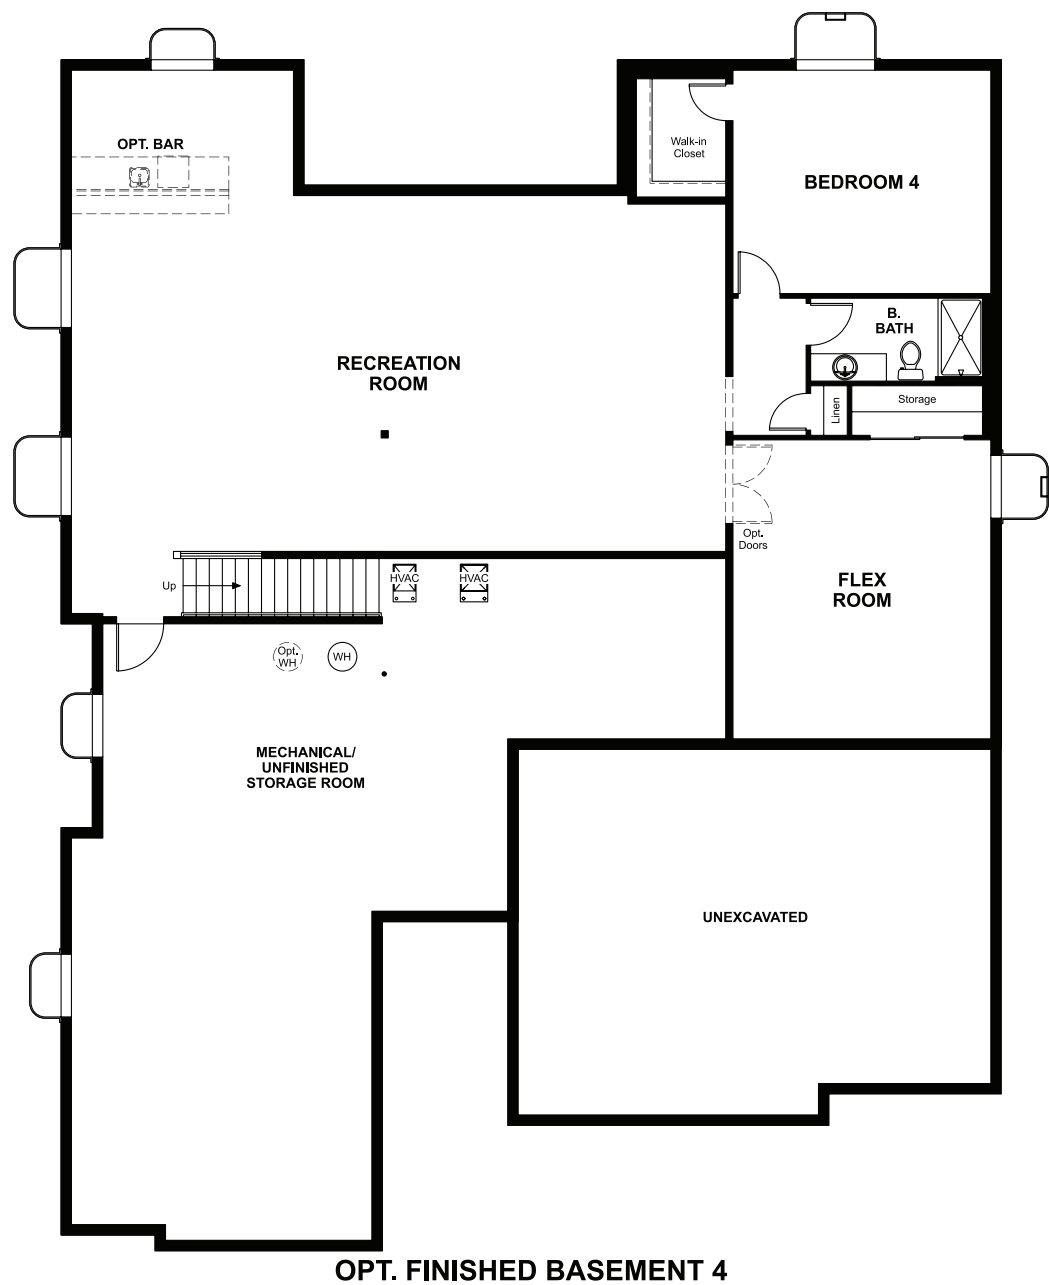 OPT. BAR
Walk-in
Closet
BEDROOM 4
B.
BATH
RECREATION
ROOM
Linen
Storage
Opt.
Doors
Up
HVAC
HVAC
FLEX
ROOM
Opt.
WH
WH
MECHANICAL/
UNFINISHED
STORAGE ROOM
UNEXCAVATED
OPT. FINISHED BASEMENT 4